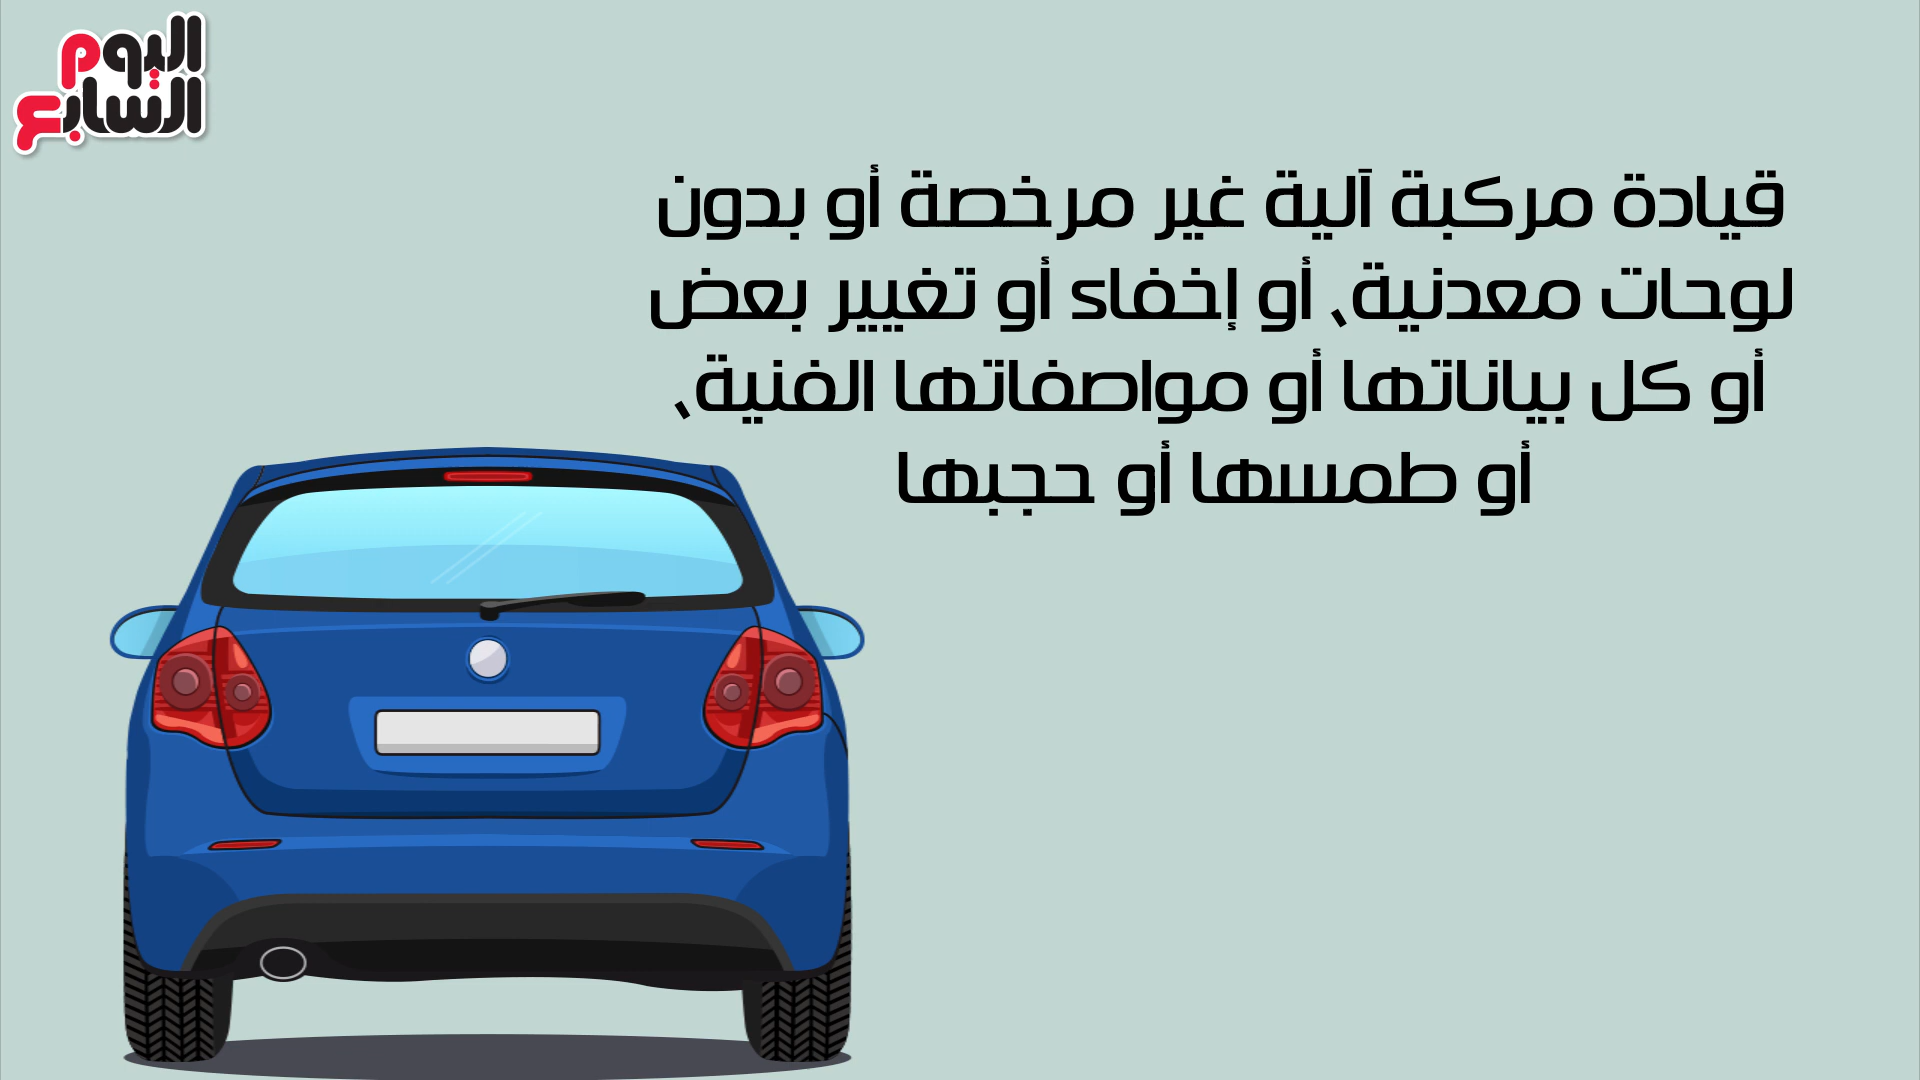 اليوم
السابع
قيادة مركبة آلية غير مرخصة أو بدون
لوحات معدنية، أو إخفاء أو تغيير بعض
أو كل بياناتها أو مواصفاتها الفنية،
أو طمسها أو حجبها